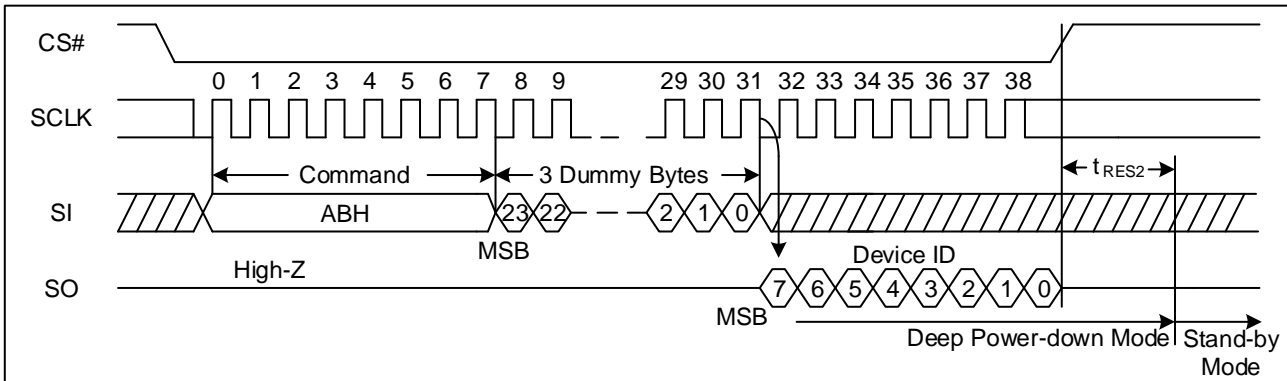 CS#
0 1 2 3 4 5 6 7 8 9 29 30 31 32 33 34 35 36 37 38
SCLK
Command 3 Dummy Bytes t RES2
SI ABH 23 22 2 1 0
MSB
High-Z Device ID
SO 7 6 5 4 3 2 1 0
MSB
Deep Power-down Mode Stand-by
Mode